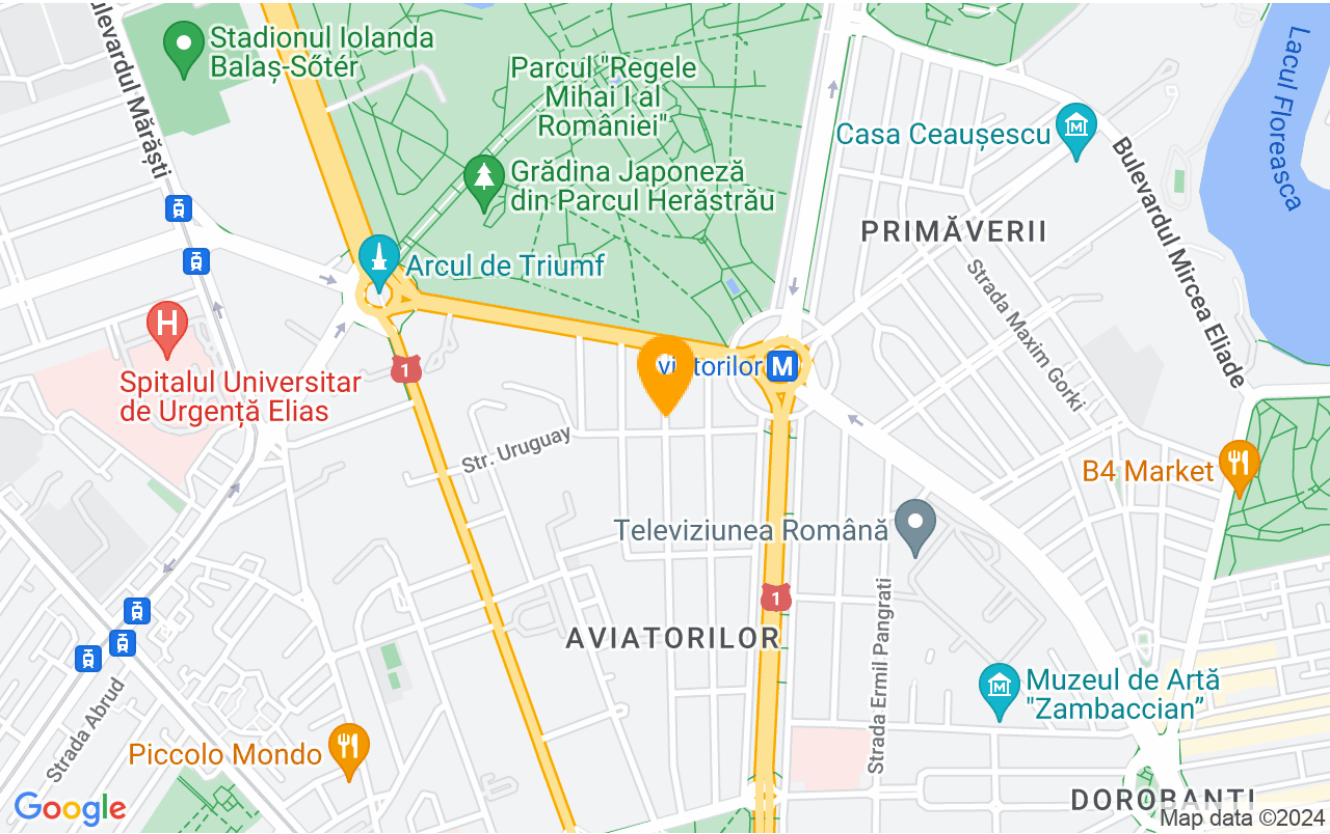 Stadionul Iolanda
Balaș-Sőtér
Bulevardul Mărăști
Parcul "Regele
Mihai I al
României"
Grădina Japoneză
din Parcul Herăstrău
Casa Ceaușescu
Lacul Floreasca
Bulevardul Mircea Eliade
PRIMĂVERII
Strada Maxim Gorki
Arcul de Triumf
H
Spitalul Universitar
de Urgență Elias
1
M
Str. Uruguay
B4 Market
Televiziunea Română
1
AVIATORILOR
Strada Ermil Pangrati
Muzeul de Artă
"Zambaccian"
Strada Abrud
Piccolo Mondo
DOROBANȚI
Google
Map data ©2024